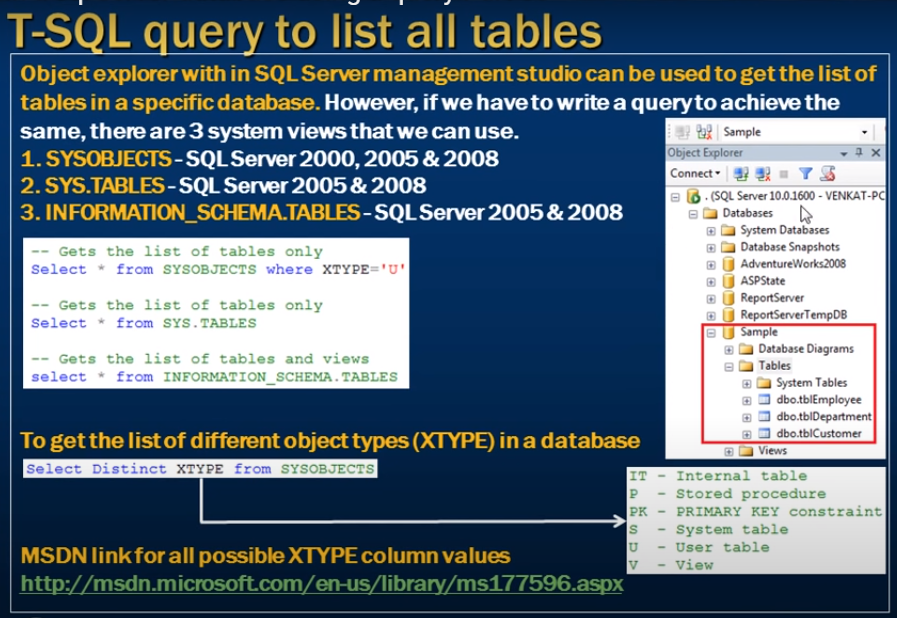 T-SQL query to list all tables
Object explorer with in SQL Server management studio can be used to get the list of
tables in a specific database. However, if we have to write a query to achieve the
same, there are 3 system views that we can use.
1. SYSOBJECTS - SQL Server 2000, 2005 & 2008
2. SYS.TABLES - SQL Server 2005 & 2008
3. INFORMATION_SCHEMA.TABLES - SQL Server 2005 & 2008
-- Gets the list of tables only
Select * from SYSOBJECTS where XTYPE='U'
-- Gets the list of tables only
Select * from SYS.TABLES
-- Gets the list of tables and views
select * from INFORMATION_SCHEMA.TABLES
Sample
Object Explorer
Connect
. (SQL Server 10.0.1600 - VENKAT-PC
Databases
System Databases
Database Snapshots
AdventureWorks2008
ASPState
ReportServer
ReportServerTempDB
Sample
Database Diagrams
Tables
System Tables
dbo.tblEmployee
dbo.tblDepartment
dbo.tblCustomer
Views
To get the list of different object types (XTYPE) in a database
Select Distinct XTYPE from SYSOBJECTS
IT - Internal table
P - Stored procedure
PK - PRIMARY KEY constraint
S - System table
U - User table
V - View
MSDN link for all possible XTYPE column values
http://msdn.microsoft.com/en-us/library/ms177596.aspx